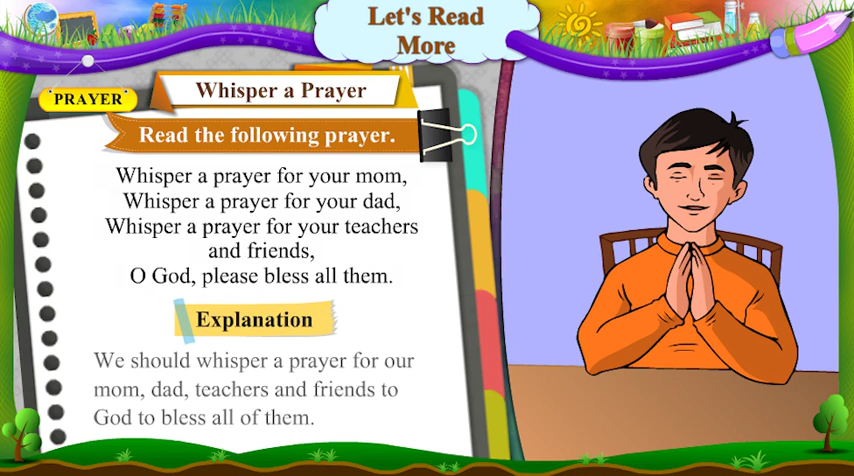 Let's Read
More
PRAYER
Whisper a Prayer
Read the following prayer.
Whisper a prayer for your mom,
Whisper a prayer for your dad,
Whisper a prayer for your teachers
and friends,
O God, please bless all them.
Explanation
We should whisper a prayer for our
mom, dad, teachers and friends to
God to bless all of them.